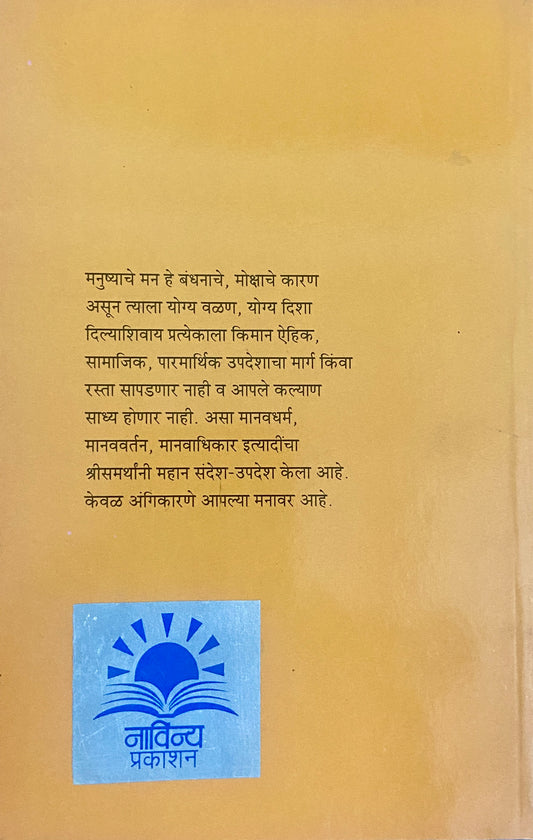 मनुष्याचे मन हे बंधनाचे, मोक्षाचे कारण
असून त्याला योग्य वळण, योग्य दिशा
दिल्याशिवाय प्रत्येकाला किमान ऐहिक,
सामाजिक, पारमार्थिक उपदेशाचा मार्ग किंवा
रस्ता सापडणार नाही व आपले कल्याण
साध्य होणार नाही. असा मानवधर्म,
मानववर्तन, मानवाधिकार इत्यादींचा
श्रीसमर्थांनी महान संदेश-उपदेश केला आहे.
केवळ अंगिकारणे आपल्या मनावर आहे.
नाविन्य
प्रकाशन